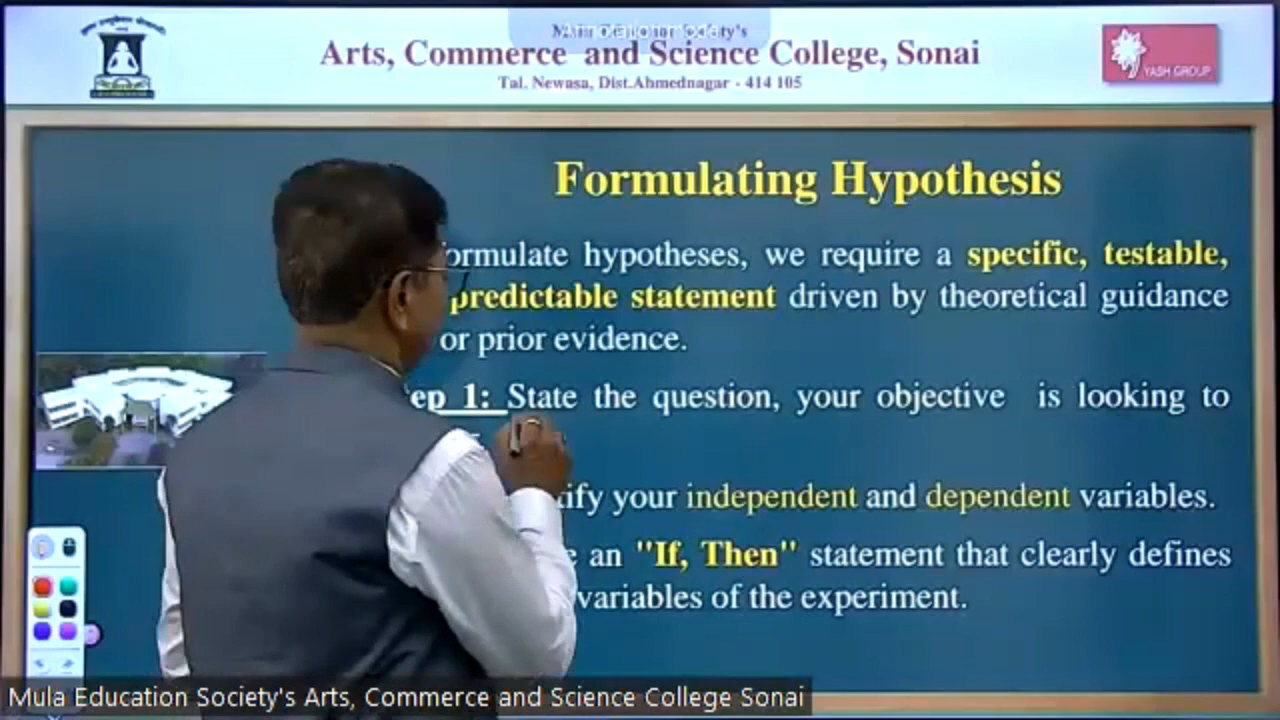 Arts, Commerce and Science College, Sonai
Tal. Newasa, Dist.Ahmednagar - 414 105
YASH GROUP
Formulating Hypothesis
ormulate hypotheses, we require a specific, testable,
predictable statement driven by theoretical guidance
or prior evidence.
ep 1: State the question, your objective is looking to
ify your independent and dependent variables.
an "If, Then" statement that clearly defines
variables of the experiment.
Mula Education Society's Arts, Commerce and Science College Sonai